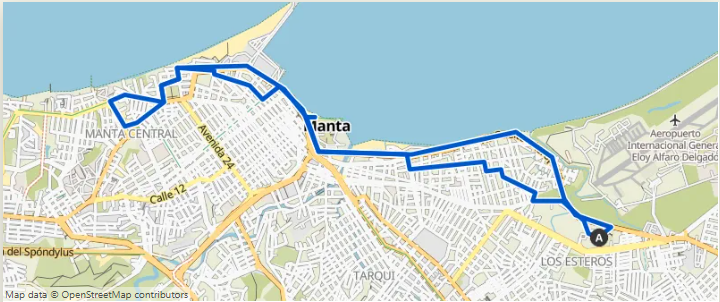 Manta
Aeropuerto
Internacional Genera
Eloy Alfaro Delgado
MANTA CENTRAL
Avenida 24
Calle 12
A
del Spóndylus
LOS ESTEROS
TARQUI
Map data © OpenStreetMap contributors